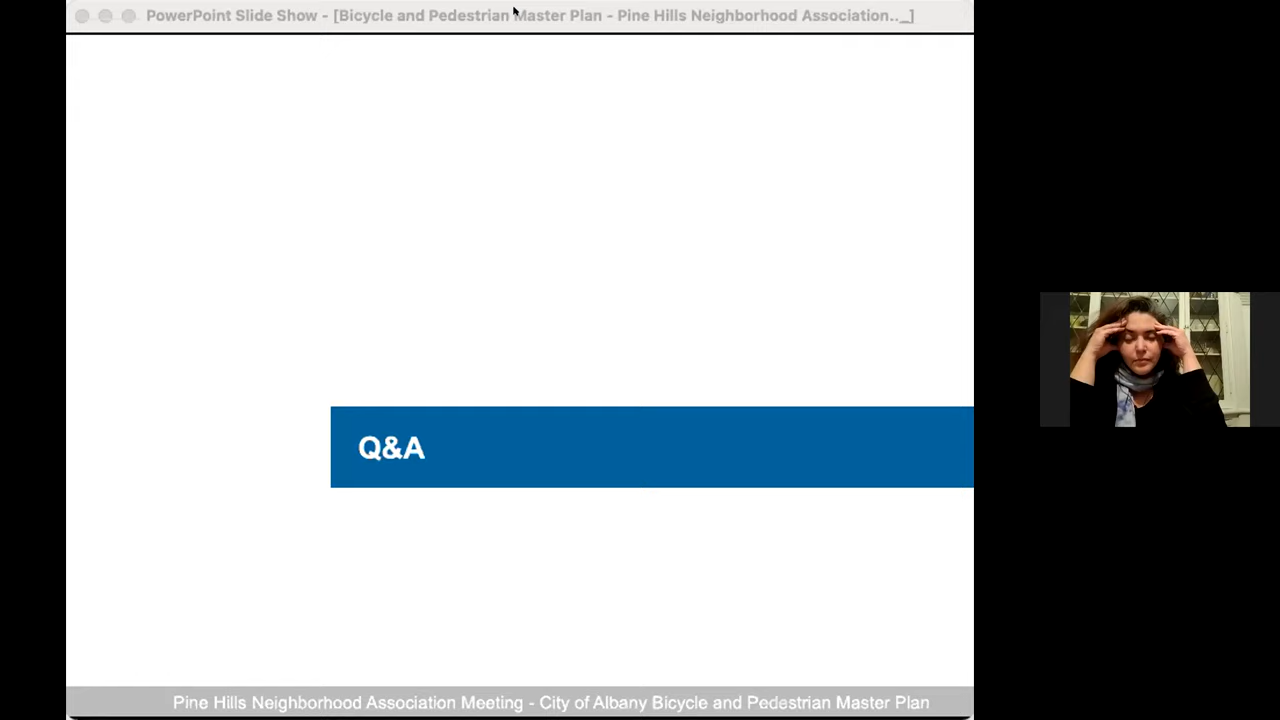 PowerPoint Slide Show - [Bicycle and Pedestrian Master Plan - Pine Hills Neighborhood Association.._]
Q&A
Pine Hills Neighborhood Association Meeting - City of Albany Bicycle and Pedestrian Master Plan